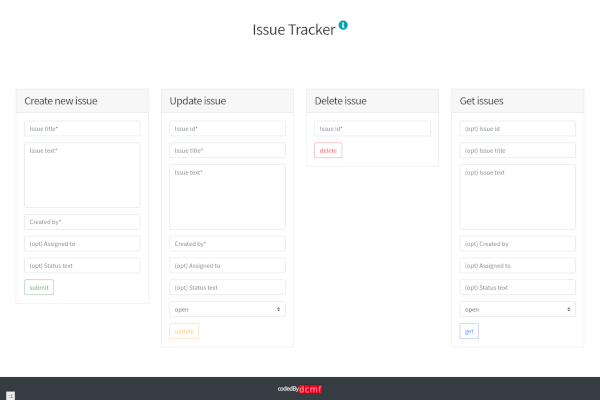 Issue Tracker
Create new issue
Issue title*
Issue text*
Created by*
(opt) Assigned to
(opt) Status text
submit
Update issue
Issue id*
Issue title*
Issue text*
Created by*
(opt) Assigned to
(opt) Status text
open
update
Delete issue
Issue id*
delete
Get issues
(opt) Issue id
(opt) Issue title
(opt) Issue text
(opt) Created by
(opt) Assigned to
(opt) Status text
open
get
codedBy dcmf